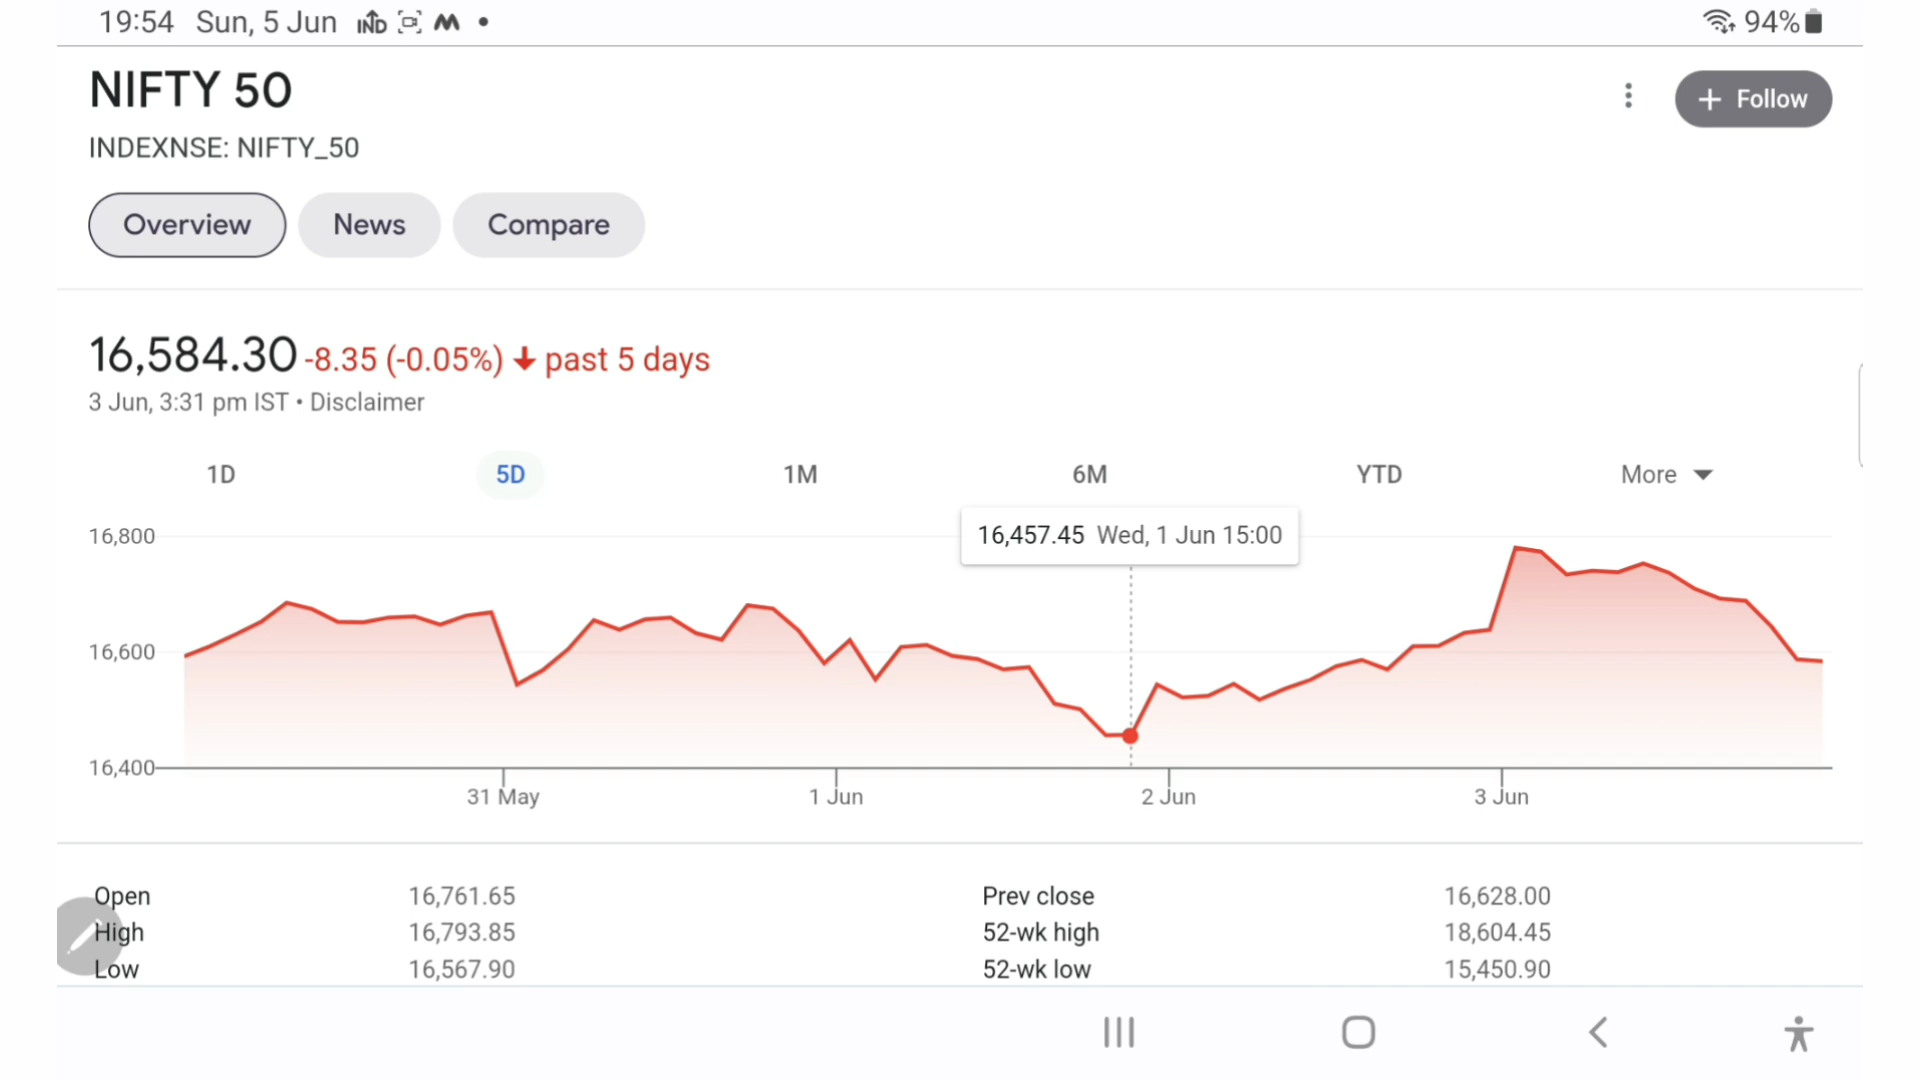 19:54 Sun, 5 Jun IND 94%
NIFTY 50
+ Follow
INDEXNSE: NIFTY_50
Overview News Compare
16,584.30 -8.35 (-0.05%) ↓ past 5 days
3 Jun, 3:31 pm IST • Disclaimer
1D 5D 1M 6M YTD More
16,457.45 Wed, 1 Jun 15:00
16,800
16,600
16,400
31 May 1 Jun 2 Jun 3 Jun
Open 16,761.65 Prev close 16,628.00
High 16,793.85 52-wk high 18,604.45
Low 16,567.90 52-wk low 15,450.90